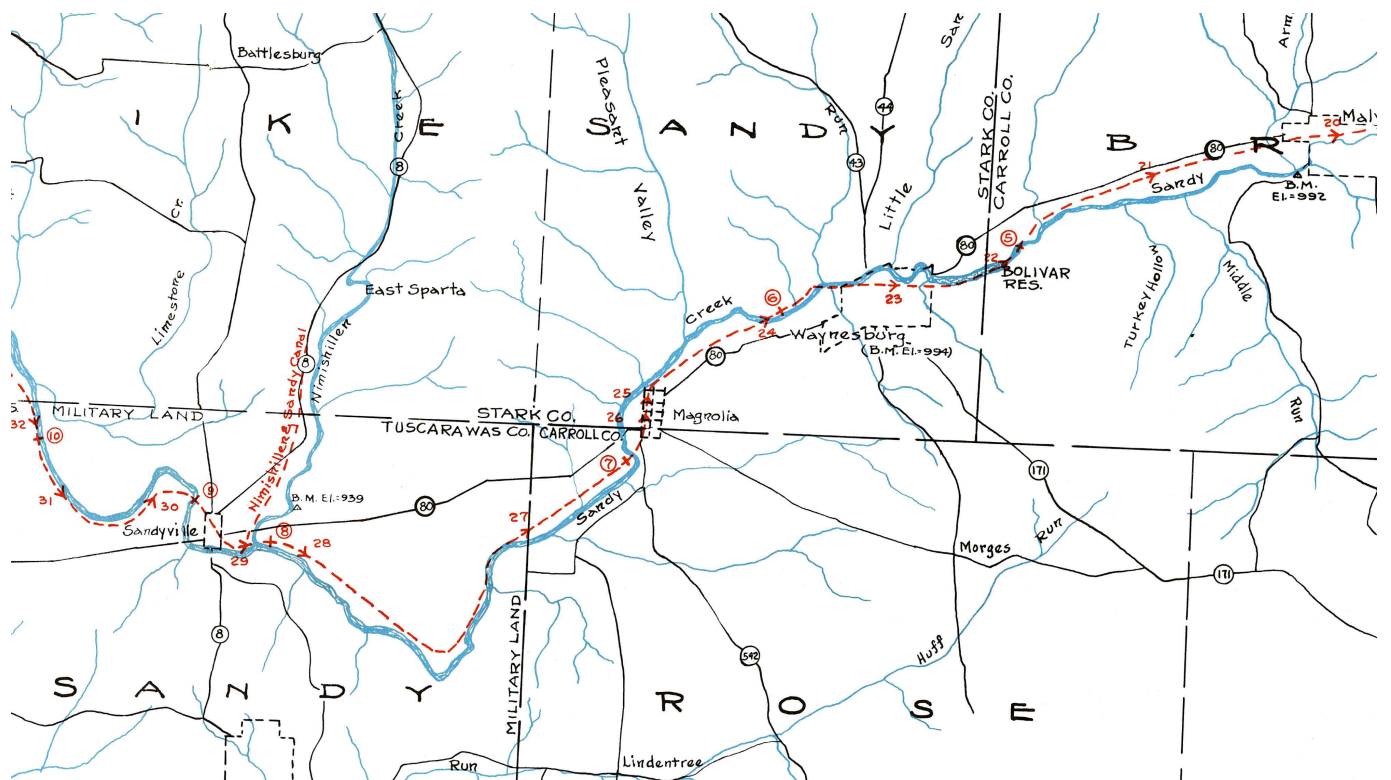 Battlesburg
Creek
8
I K E
Pleasant
Valley
S A N D Y
Run
44
43
Little
STARK CO.
CARROLL CO.
B R
80
20
21
Sandy
B.M.
El.=992
5
22
80
BOLIVAR
RES.
Turkey Hollow
Middle
Run
Limestone
Cr.
East Sparta
Nimishillen
8
Nimishillen & Sandy Canal
Creek
6
23
24
Waynesburg
(B.M. El.=994)
80
25
26
Magnolia
MILITARY LAND
STARK CO.
TUSCARAWAS CO.
CARROLL CO.
32
10
31
30
9
7
Sandy
171
B.M. El.=939
80
27
Sandyville
29
8
28
Run
Morges
171
8
MILITARY LAND
542
Huff
S A N D Y
R O S E
Run
Lindentree